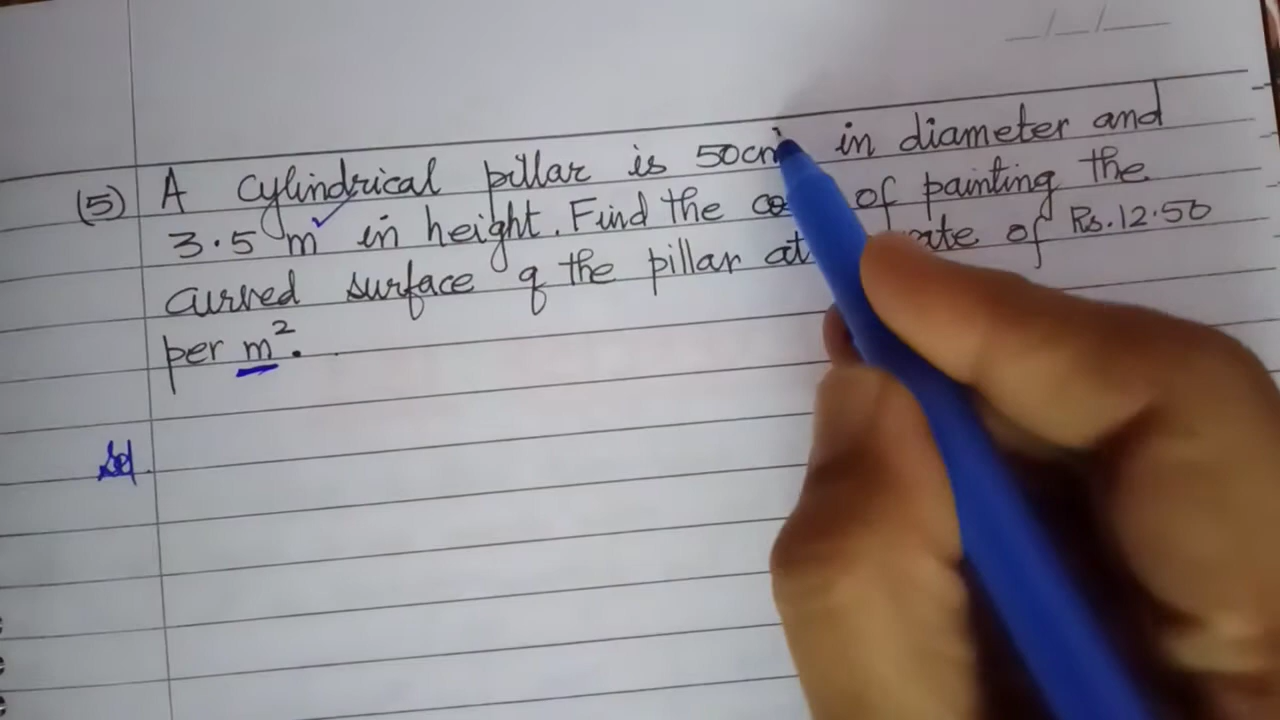 (5) A cylindrical pillar is 50cm in diameter and
3.5 m in height. Find the of painting the
curved surface of the pillar at of Rs.12.50
per m².
Sol.